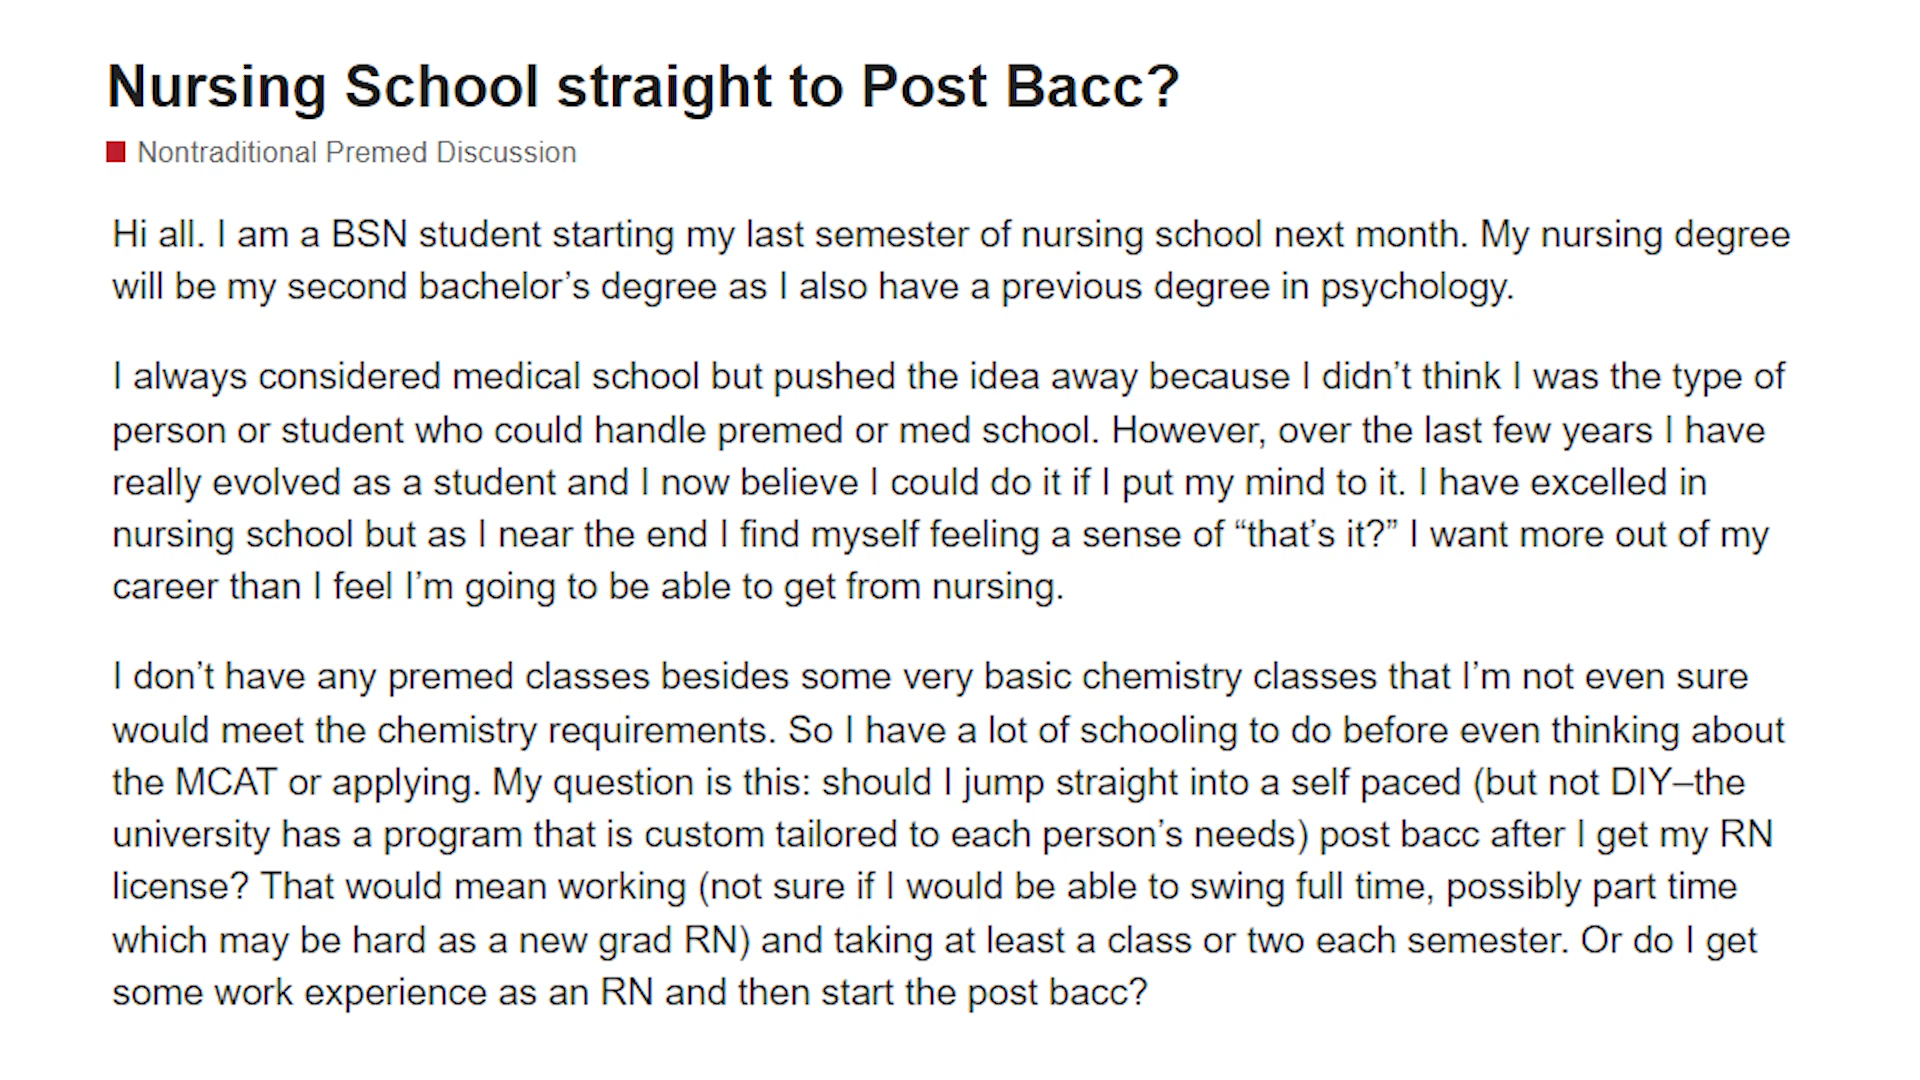 Nursing School straight to Post Bacc?
Nontraditional Premed Discussion
Hi all. I am a BSN student starting my last semester of nursing school next month. My nursing degree
will be my second bachelor’s degree as I also have a previous degree in psychology.
I always considered medical school but pushed the idea away because I didn’t think I was the type of
person or student who could handle premed or med school. However, over the last few years I have
really evolved as a student and I now believe I could do it if I put my mind to it. I have excelled in
nursing school but as I near the end I find myself feeling a sense of “that’s it?” I want more out of my
career than I feel I’m going to be able to get from nursing.
I don’t have any premed classes besides some very basic chemistry classes that I’m not even sure
would meet the chemistry requirements. So I have a lot of schooling to do before even thinking about
the MCAT or applying. My question is this: should I jump straight into a self paced (but not DIY–the
university has a program that is custom tailored to each person’s needs) post bacc after I get my RN
license? That would mean working (not sure if I would be able to swing full time, possibly part time
which may be hard as a new grad RN) and taking at least a class or two each semester. Or do I get
some work experience as an RN and then start the post bacc?